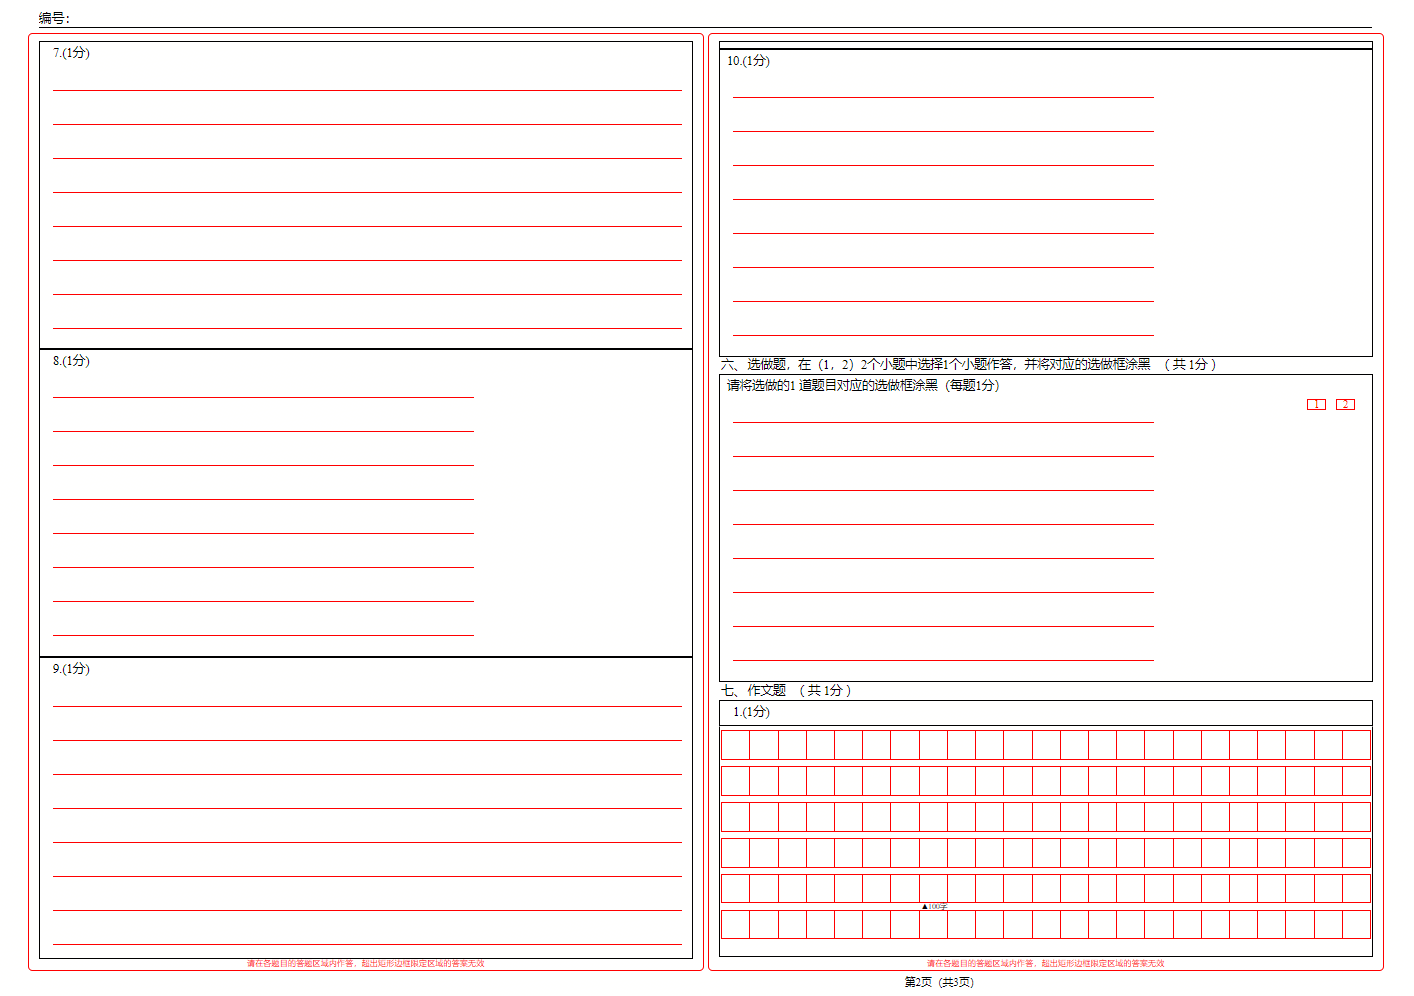 编号：
7.(1分)
8.(1分)
9.(1分)
请在各题目的答题区域内作答，超出矩形边框限定区域的答案无效
10.(1分)
六、选做题，在（1，2）2个小题中选择1个小题作答，并将对应的选做框涂黑 （ 共 1分 ）
请将选做的1 道题目对应的选做框涂黑（每题1分）
1 2
七、作文题 （ 共 1分 ）
1.(1分)
▲100字
请在各题目的答题区域内作答，超出矩形边框限定区域的答案无效
第2页（共3页）